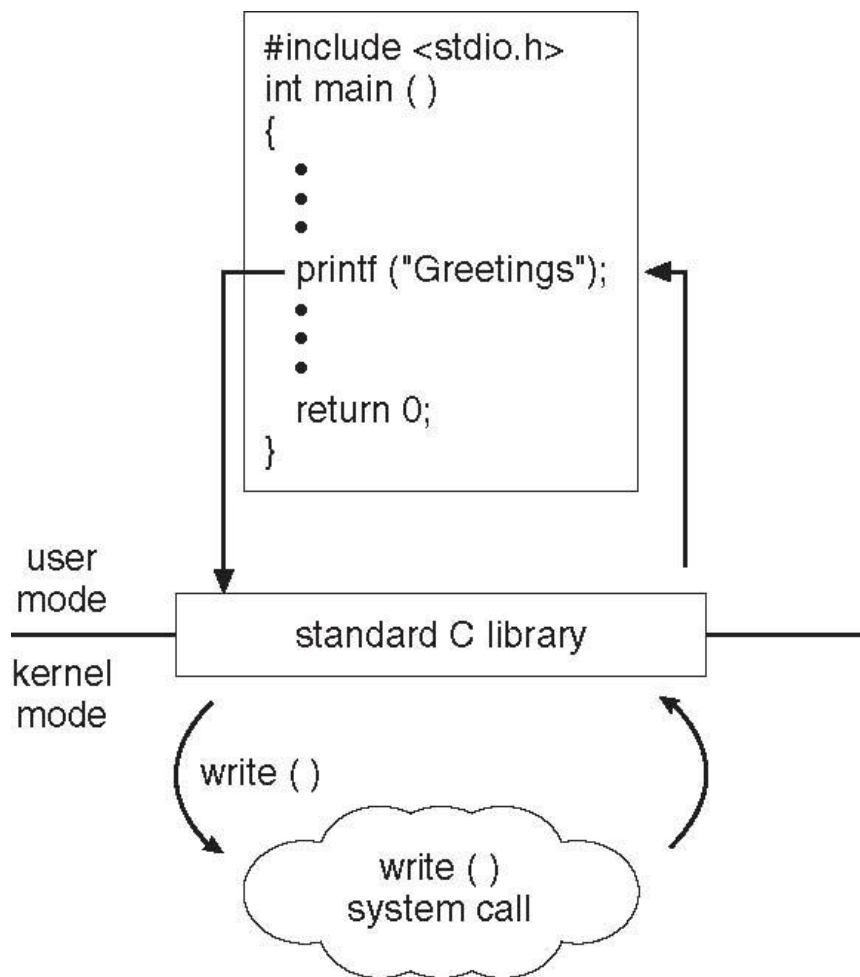 #include <stdio.h>
int main ( )
{
•
•
•
printf ("Greetings");
•
•
•
return 0;
}
user
mode
standard C library
kernel
mode
write ( )
write ( )
system call